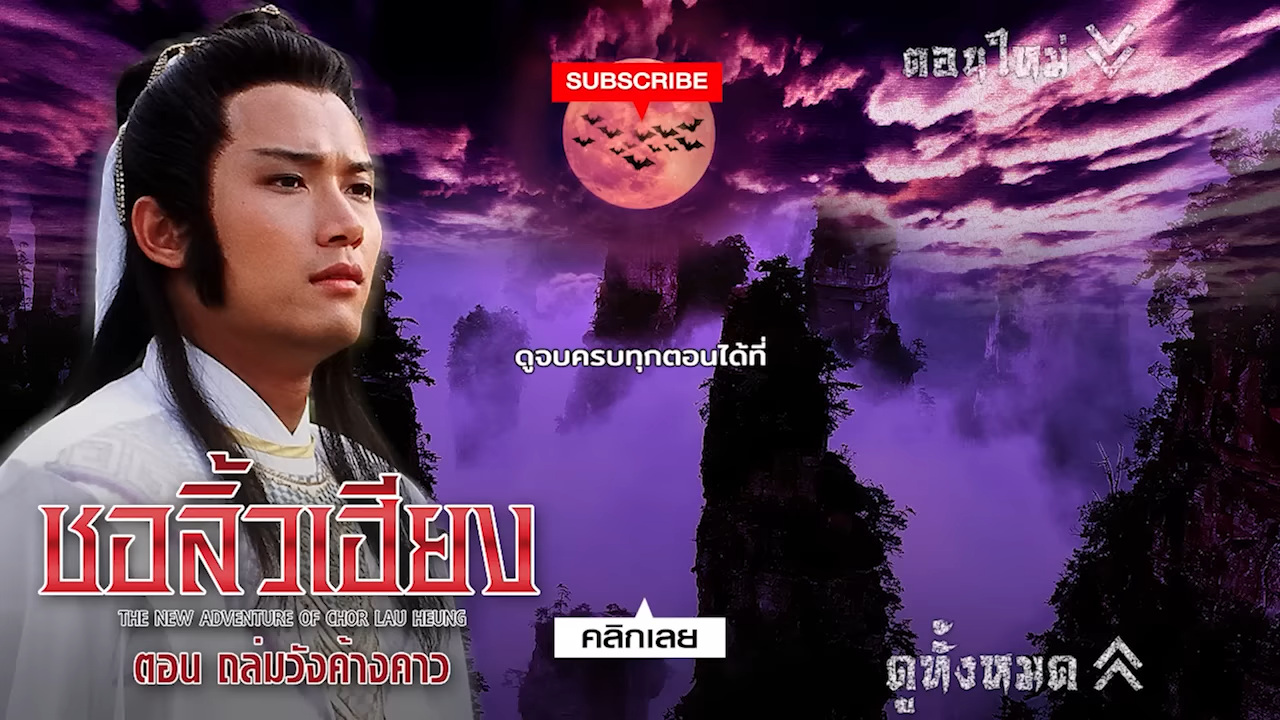 ตอนใหม่
SUBSCRIBE
ดูจบครบทุกตอนได้ที่
ชอลิ้วเฮียง
THE NEW ADVENTURE OF CHOR LAU HEUNG
ตอน ถล่มวังค้างคาว
คลิกเลย
ดูทั้งหมด